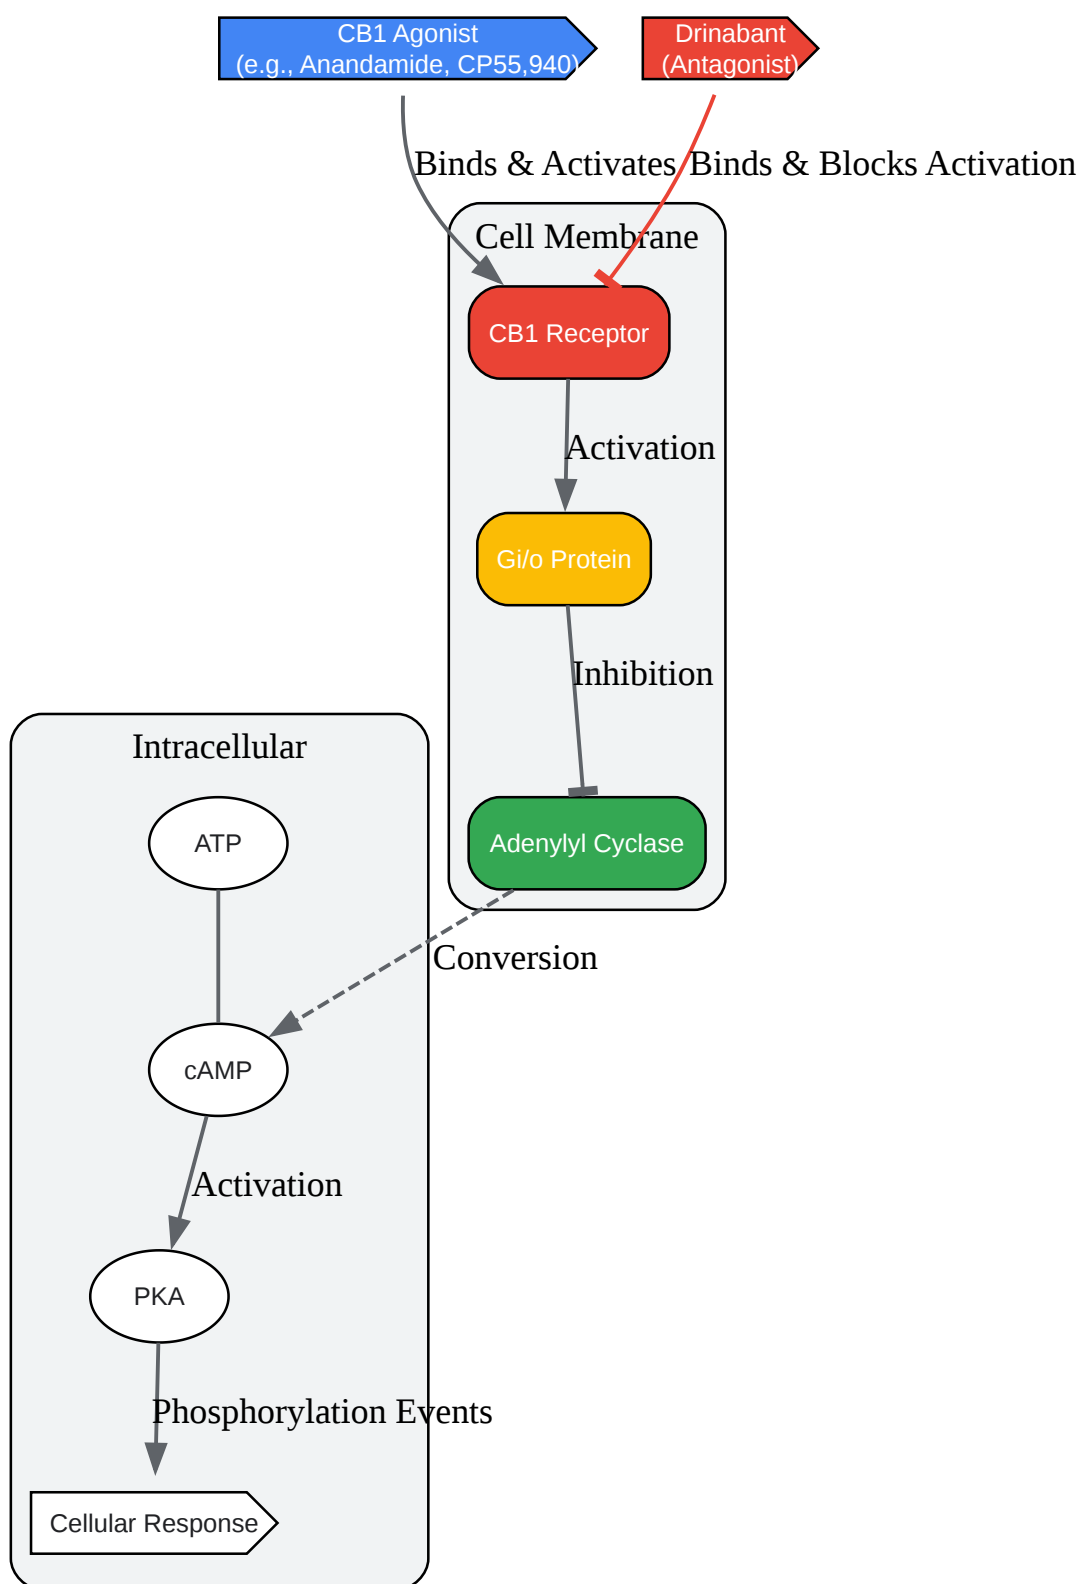 CB1 Agonist
(e.g., Anandamide, CP55,940)
Drinabant
(Antagonist)
Binds & Activates
Binds & Blocks Activation
Cell Membrane
CB1 Receptor
Activation
Gi/o Protein
Inhibition
Intracellular
ATP
Adenylyl Cyclase
Conversion
cAMP
Activation
PKA
Phosphorylation Events
Cellular Response